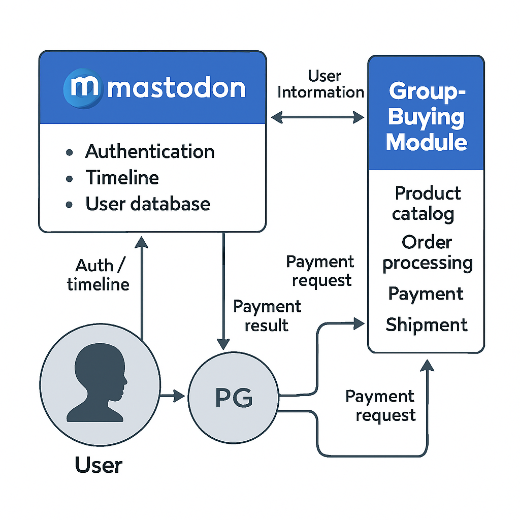 m mastodon
• Authentication
• Timeline
• User database
User
Intormation
Group-
Buying
Module
Product
catalog
Order
processing
Payment
Shipment
Auth /
timeline
Payment
result
Payment
request
PG
Payment
request
User